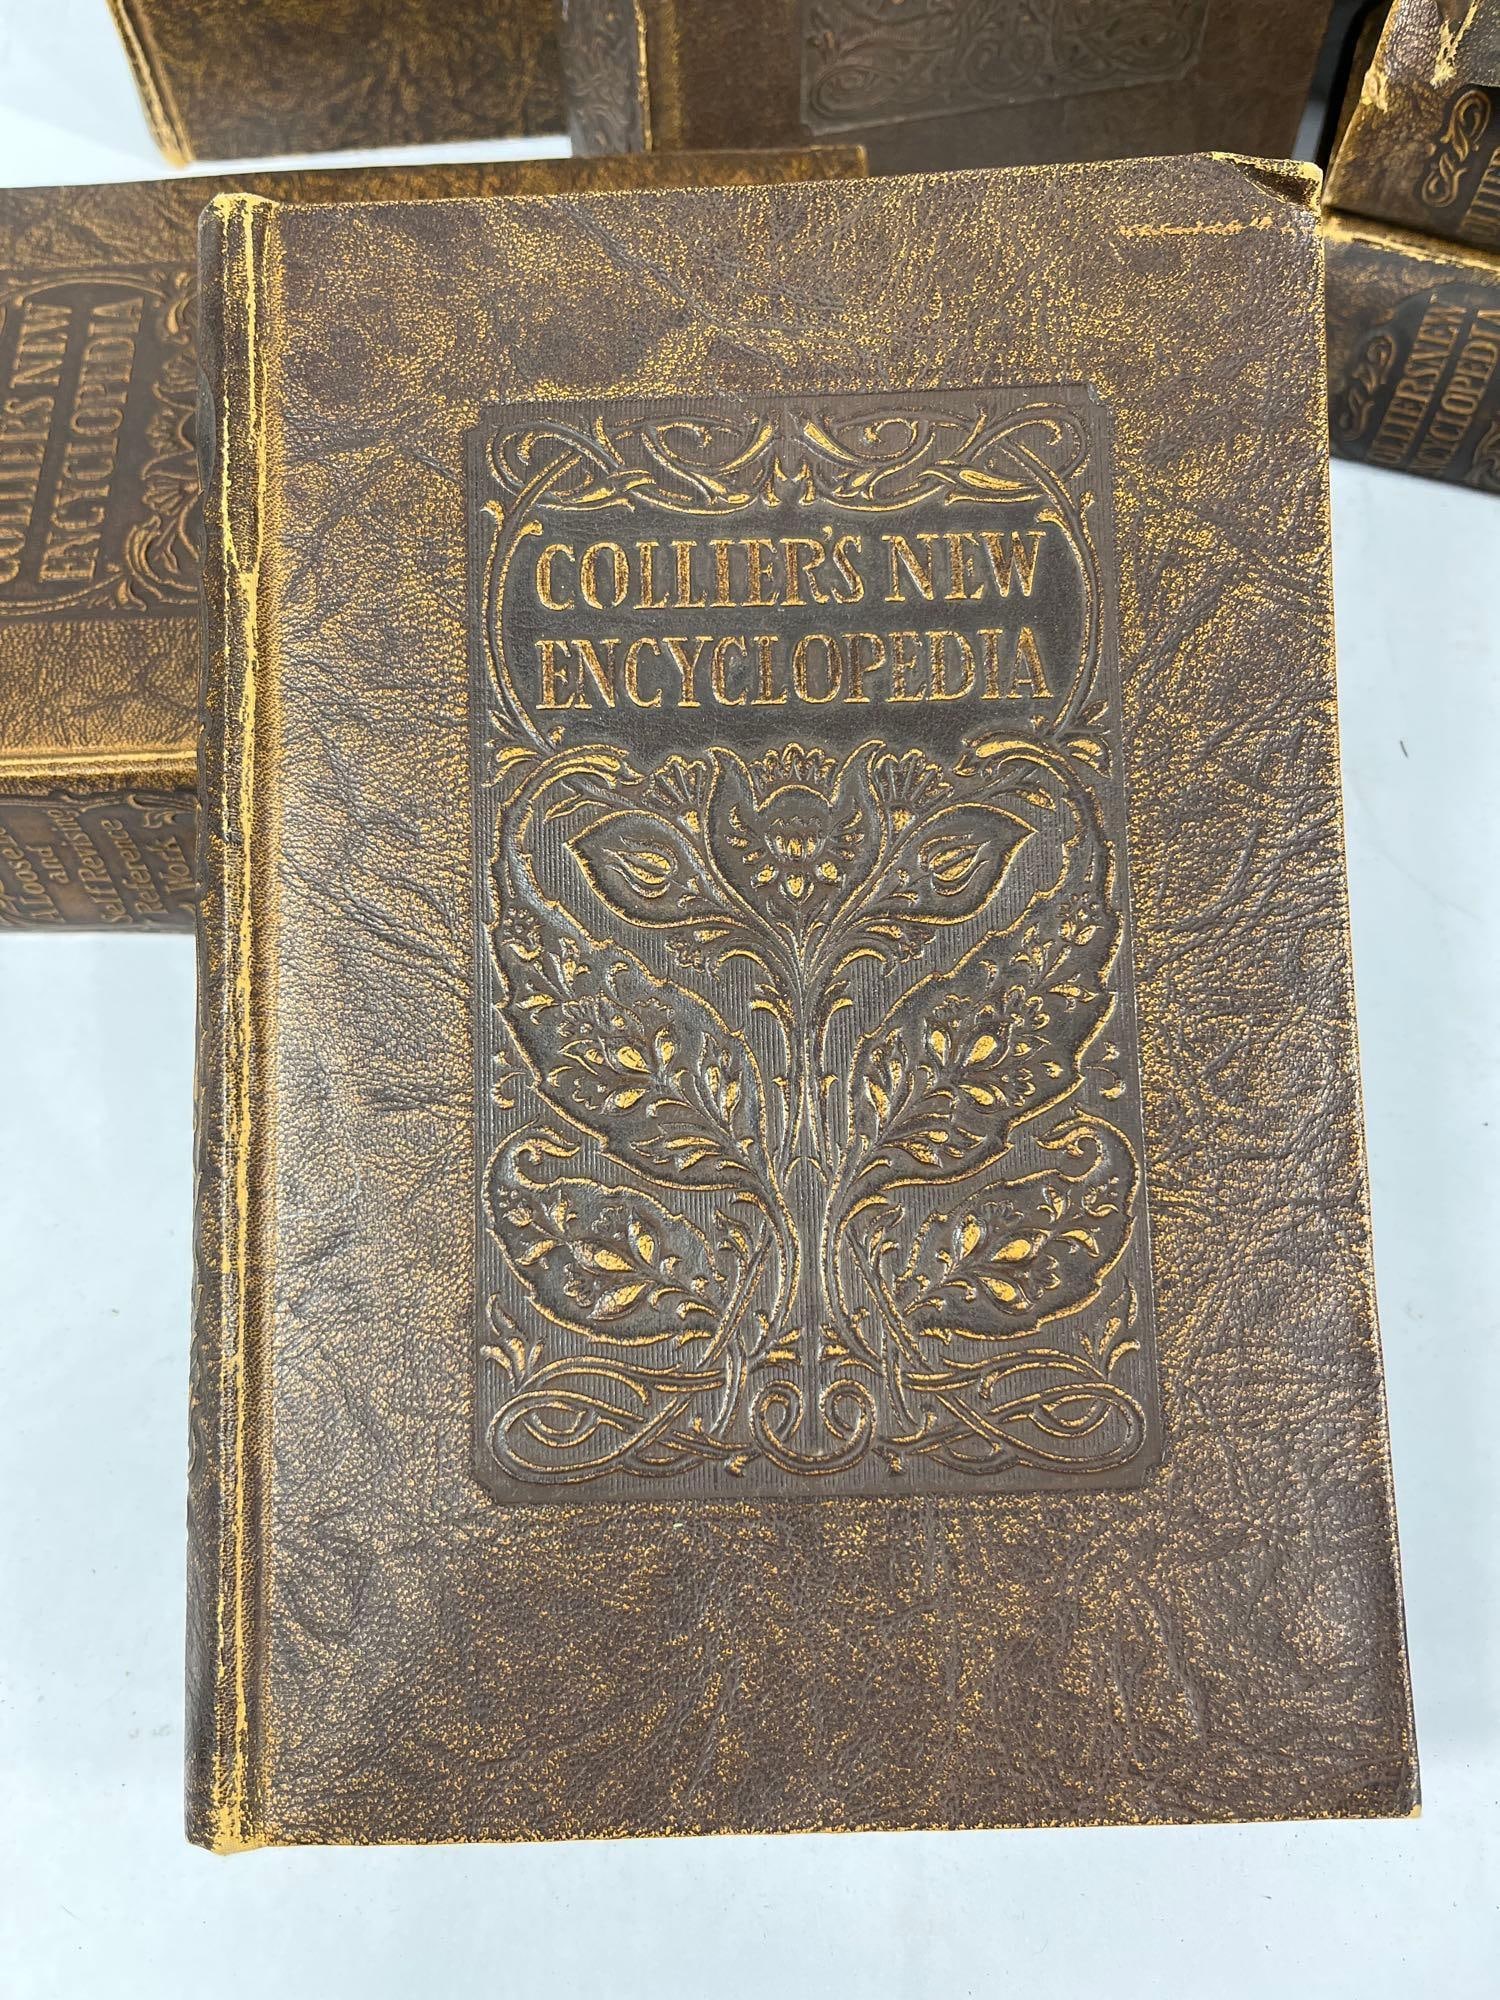 COLLIER'S NEW
ENCYCLOPEDIA
COLLIER'S NEW
ENCYCLOPEDIA
A Loose-
and
Self Revising
Reference
Work
COLLIER'S NEW
ENCYCLOPEDIA